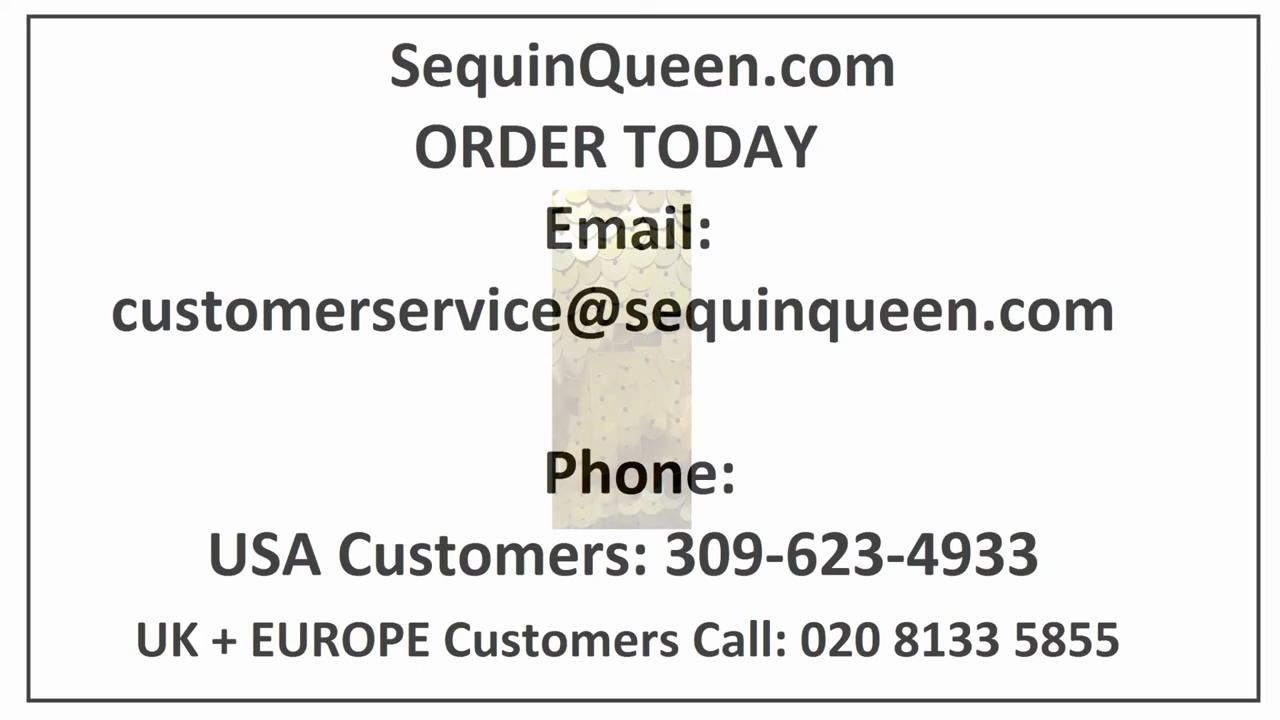 SequinQueen.com
ORDER TODAY
Email:
customerservice@sequinqueen.com
Phone:
USA Customers: 309-623-4933
UK + EUROPE Customers Call: 020 8133 5855